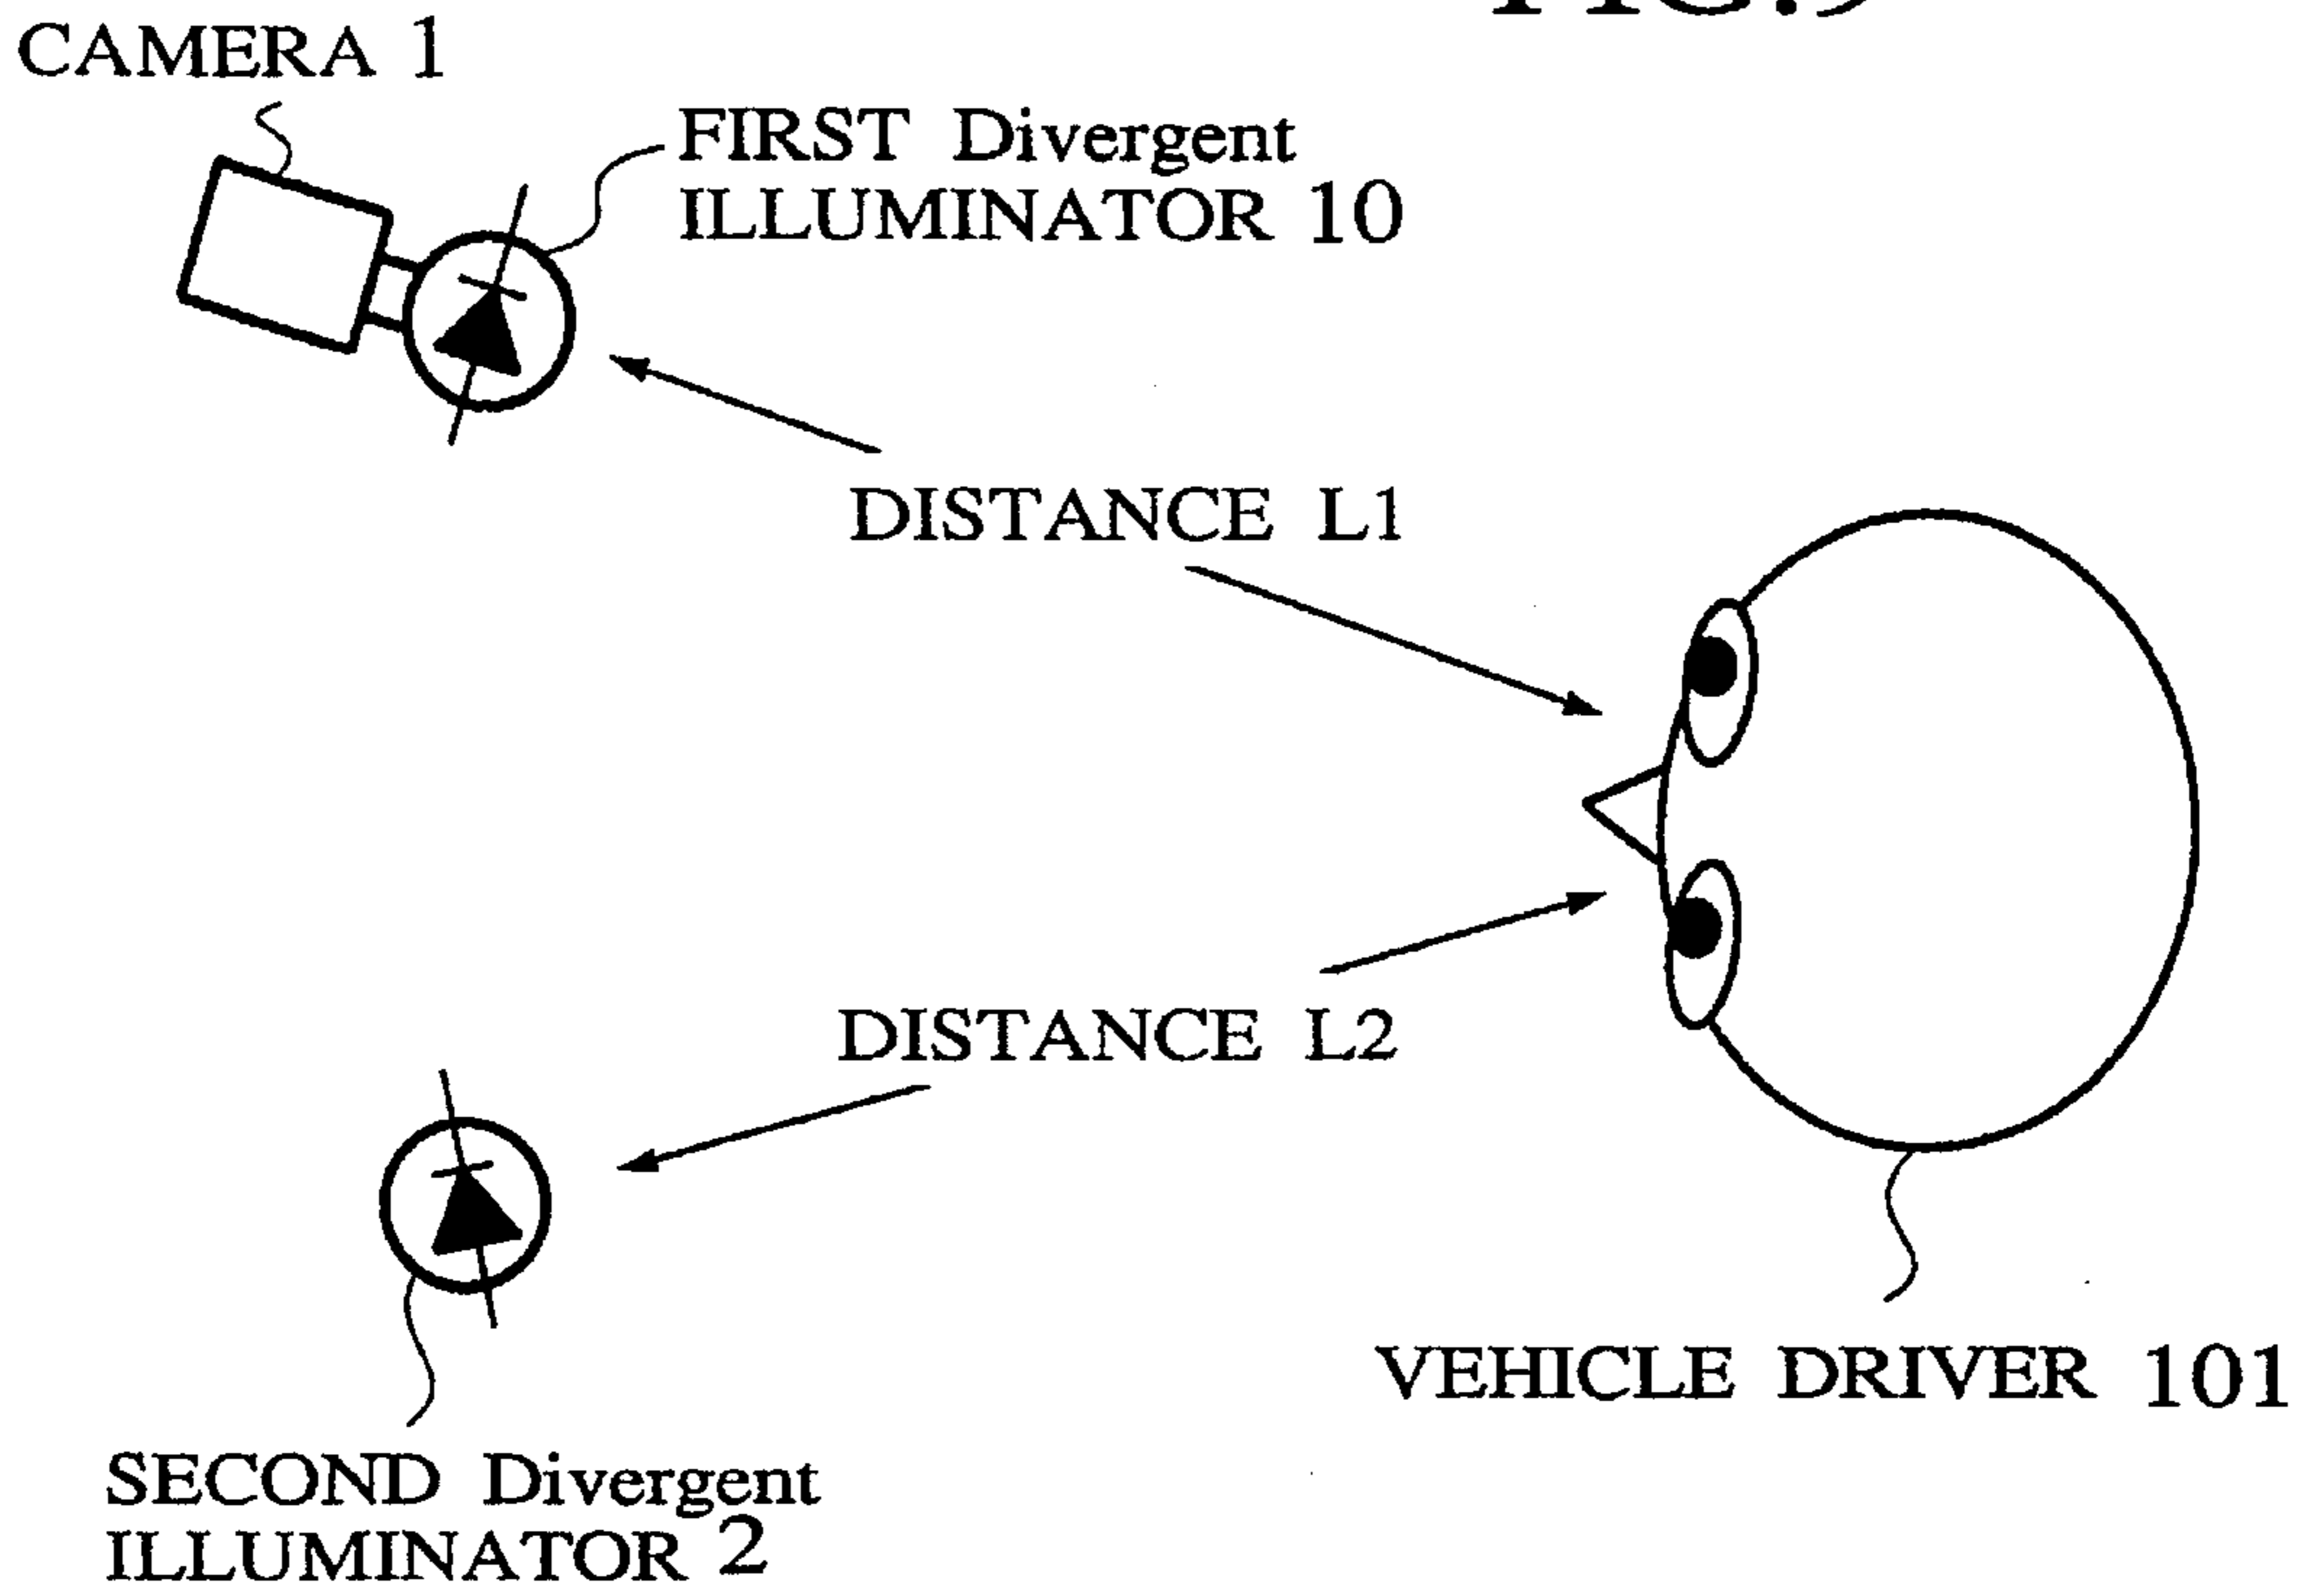 CAMERA 1
FIRST Divergent
ILLUMINATOR 10
DISTANCE L1
DISTANCE L2
VEHICLE DRIVER 101
SECOND Divergent
ILLUMINATOR 2